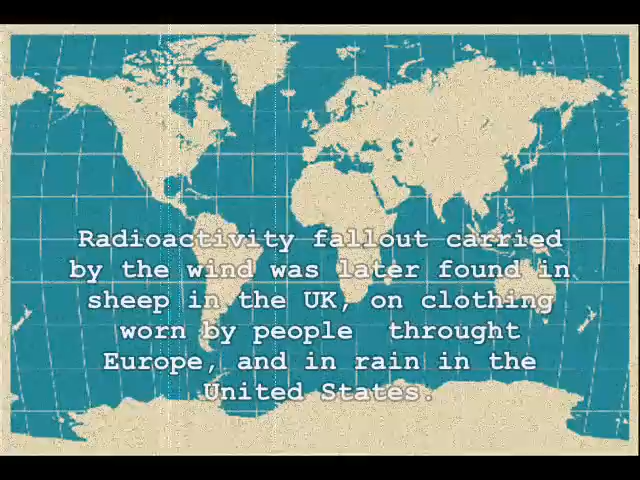 Radioactivity fallout carried
by the wind was later found in
sheep in the UK, on clothing
worn by people  throught
Europe, and in rain in the
United States.